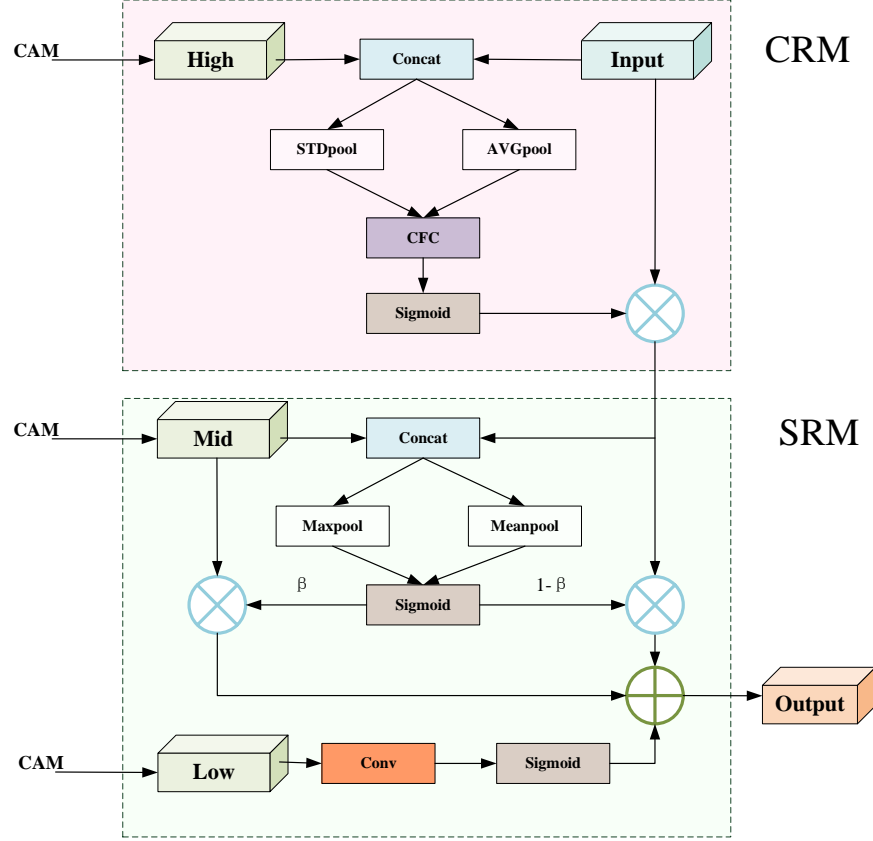 CRM
CAM
High
Concat
Input
STDpool
AVGpool
CFC
Sigmoid
SRM
CAM
Mid
Concat
Maxpool
Meanpool
β
Sigmoid
1- β
Output
CAM
Low
Conv
Sigmoid